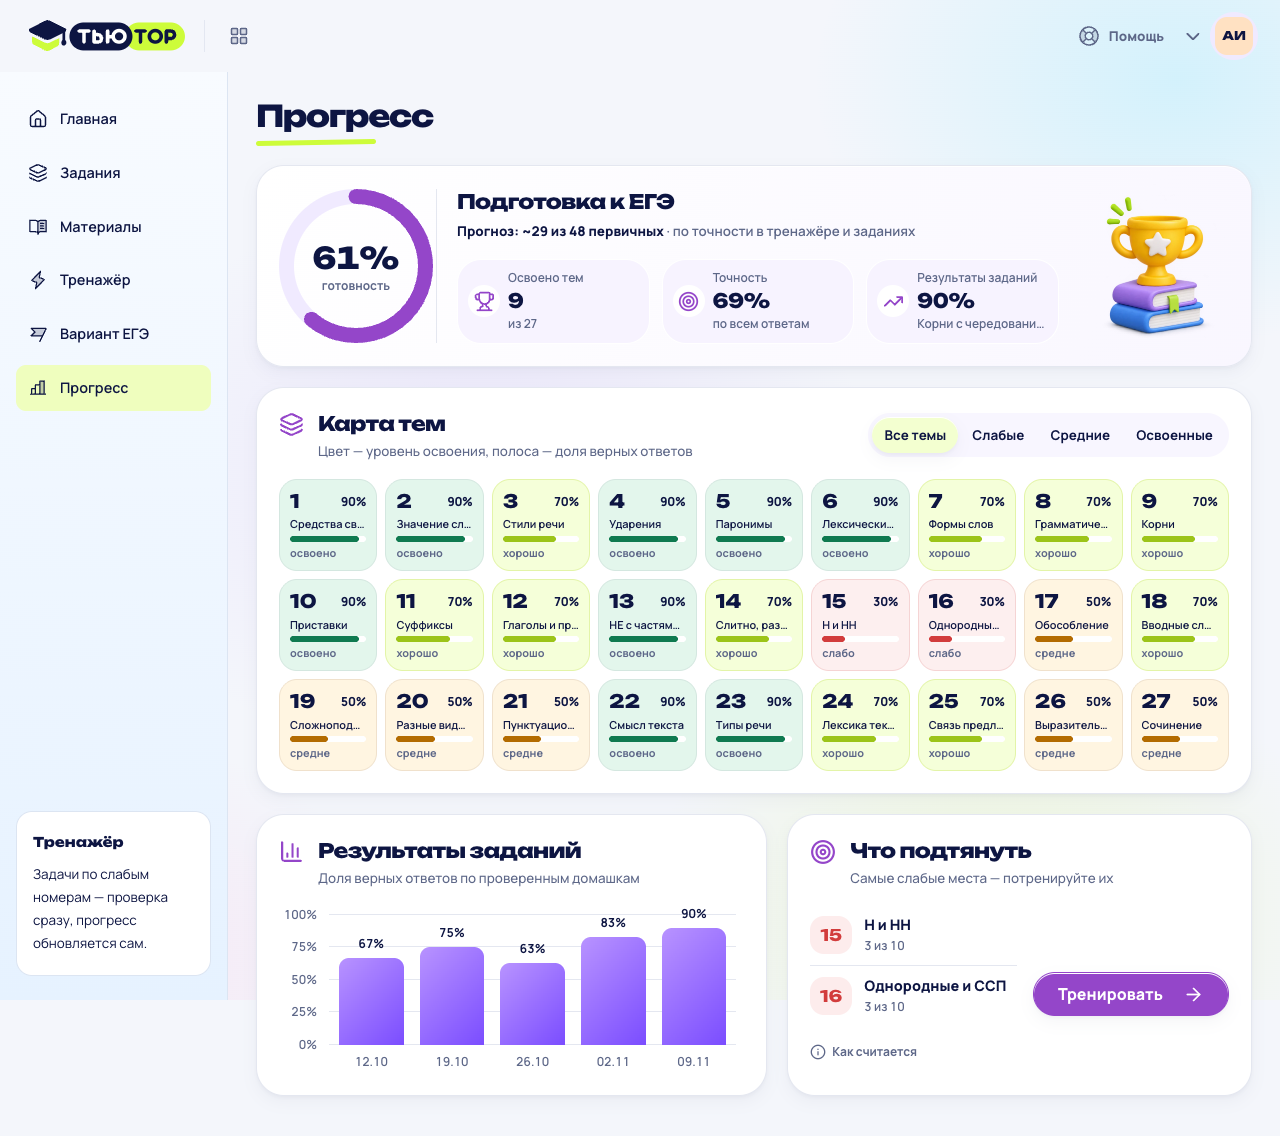 ТЬЮТОР
Помощь
АИ
Главная
Задания
Материалы
Тренажёр
Вариант ЕГЭ
Прогресс
Тренажёр
Задачи по слабым
номерам — проверка
сразу, прогресс
обновляется сам.
Прогресс
61%
готовность
Подготовка к ЕГЭ
Прогноз: ~29 из 48 первичных · по точности в тренажёре и заданиях
Освоено тем
9
из 27
Точность
69%
по всем ответам
Результаты заданий
90%
Корни с чередовани…
Карта тем
Цвет — уровень освоения, полоса — доля верных ответов
Все темы Слабые Средние Освоенные
1 90%
Средства св…
освоено
2 90%
Значение сл…
освоено
3 70%
Стили речи
хорошо
4 90%
Ударения
освоено
5 90%
Паронимы
освоено
6 90%
Лексически…
освоено
7 70%
Формы слов
хорошо
8 70%
Грамматиче…
хорошо
9 70%
Корни
хорошо
10 90%
Приставки
освоено
11 70%
Суффиксы
хорошо
12 70%
Глаголы и пр…
хорошо
13 90%
НЕ с частям…
освоено
14 70%
Слитно, раз…
хорошо
15 30%
Н и НН
слабо
16 30%
Однородны…
слабо
17 50%
Обособление
средне
18 70%
Вводные сл…
хорошо
19 50%
Сложнопод…
средне
20 50%
Разные вид…
средне
21 50%
Пунктуацио…
средне
22 90%
Смысл текста
освоено
23 90%
Типы речи
освоено
24 70%
Лексика тек…
хорошо
25 70%
Связь предл…
хорошо
26 50%
Выразитель…
средне
27 50%
Сочинение
средне
Результаты заданий
Доля верных ответов по проверенным домашкам
100%
75%
50%
25%
0%
67%
75%
63%
83%
90%
12.10 19.10 26.10 02.11 09.11
Что подтянуть
Самые слабые места — потренируйте их
15
Н и НН
3 из 10
16
Однородные и ССП
3 из 10
Тренировать
Как считается